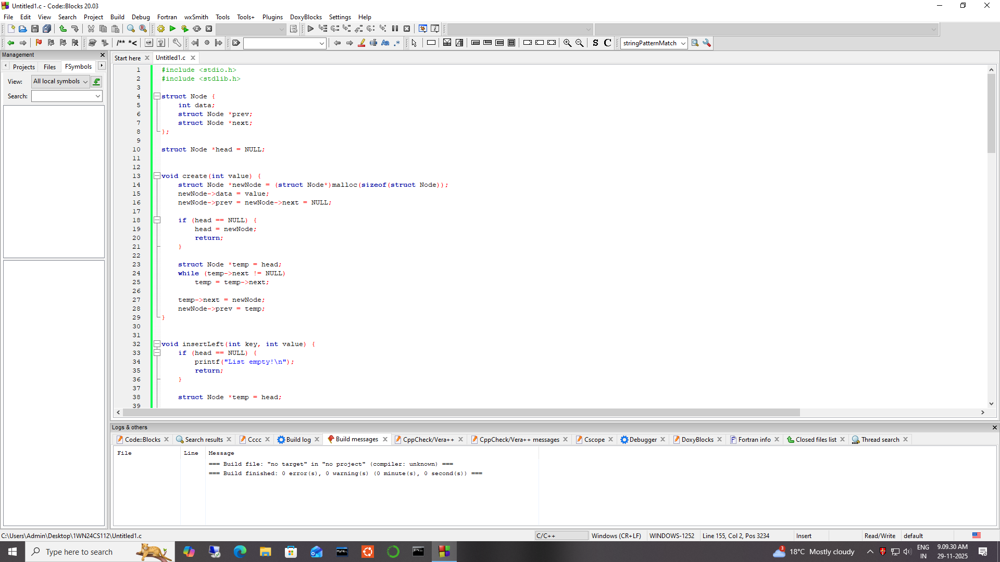 Untitled1.c - Code::Blocks 20.03
File Edit View Search Project Build Debug Fortran wxSmith Tools Tools+ Plugins DoxyBlocks Settings Help
/** *< S C stringPatternMatch
Management
Projects Files FSymbols
View: All local symbols
Search:
Start here Untitled1.c
1 #include <stdio.h>
2 #include <stdlib.h>
3
4 struct Node {
5 int data;
6 struct Node *prev;
7 struct Node *next;
8 };
9
10 struct Node *head = NULL;
11
12
13 void create(int value) {
14 struct Node *newNode = (struct Node*)malloc(sizeof(struct Node));
15 newNode->data = value;
16 newNode->prev = newNode->next = NULL;
17
18 if (head == NULL) {
19 head = newNode;
20 return;
21 }
22
23 struct Node *temp = head;
24 while (temp->next != NULL)
25 temp = temp->next;
26
27 temp->next = newNode;
28 newNode->prev = temp;
29 }
30
31
32 void insertLeft(int key, int value) {
33 if (head == NULL) {
34 printf("List empty!\n");
35 return;
36 }
37
38 struct Node *temp = head;
39
Logs & others
Code::Blocks Search results Cccc Build log Build messages CppCheck/Vera++ CppCheck/Vera++ messages Cscope Debugger DoxyBlocks Fortran info Closed files list Thread search
File Line Message
=== Build file: "no target" in "no project" (compiler: unknown) ===
=== Build finished: 0 error(s), 0 warning(s) (0 minute(s), 0 second(s)) ===
C:\Users\Admin\Desktop\1WN24CS112\Untitled1.c C/C++ Windows (CR+LF) WINDOWS-1252 Line 155, Col 2, Pos 3234 Insert Read/Write default
Type here to search 3 18°C Mostly cloudy ENG IN 9.09.30 AM 29-11-2025